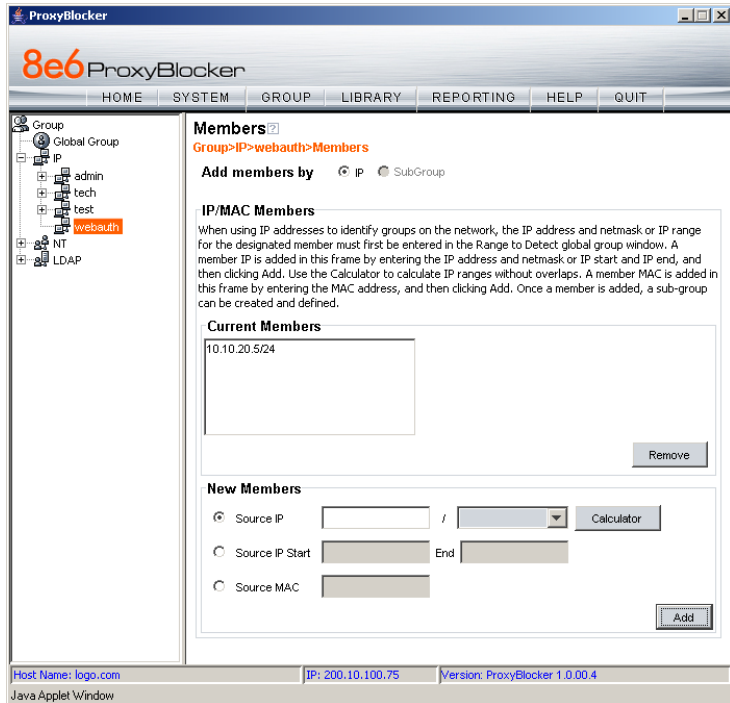 ProxyBlocker
8e6 ProxyBlocker
HOME SYSTEM GROUP LIBRARY REPORTING HELP QUIT
Group
Global Group
IP
admin
tech
test
webauth
NT
LDAP
Members ?
Group>IP>webauth>Members
Add members by IP SubGroup
IP/MAC Members
When using IP addresses to identify groups on the network, the IP address and netmask or IP range
for the designated member must first be entered in the Range to Detect global group window. A
member IP is added in this frame by entering the IP address and netmask or IP start and IP end, and
then clicking Add. Use the Calculator to calculate IP ranges without overlaps. A member MAC is added in
this frame by entering the MAC address, and then clicking Add. Once a member is added, a sub-group
can be created and defined.
Current Members
10.10.20.5/24
Remove
New Members
Source IP / Calculator
Source IP Start End
Source MAC
Add
Host Name: logo.com IP: 200.10.100.75 Version: ProxyBlocker 1.0.00.4
Java Applet Window